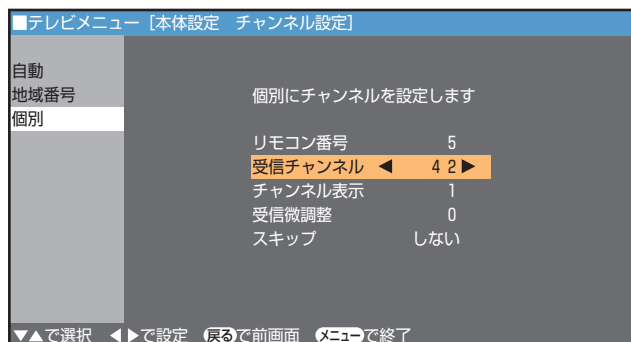 ■テレビメニュー [本体設定　チャンネル設定]
自動
地域番号
個別
個別にチャンネルを設定します
リモコン番号　5
受信チャンネル ◀ 42▶
チャンネル表示　1
受信微調整　0
スキップ　しない
▼▲で選択　◀▶で設定　戻るで前画面　メニューで終了